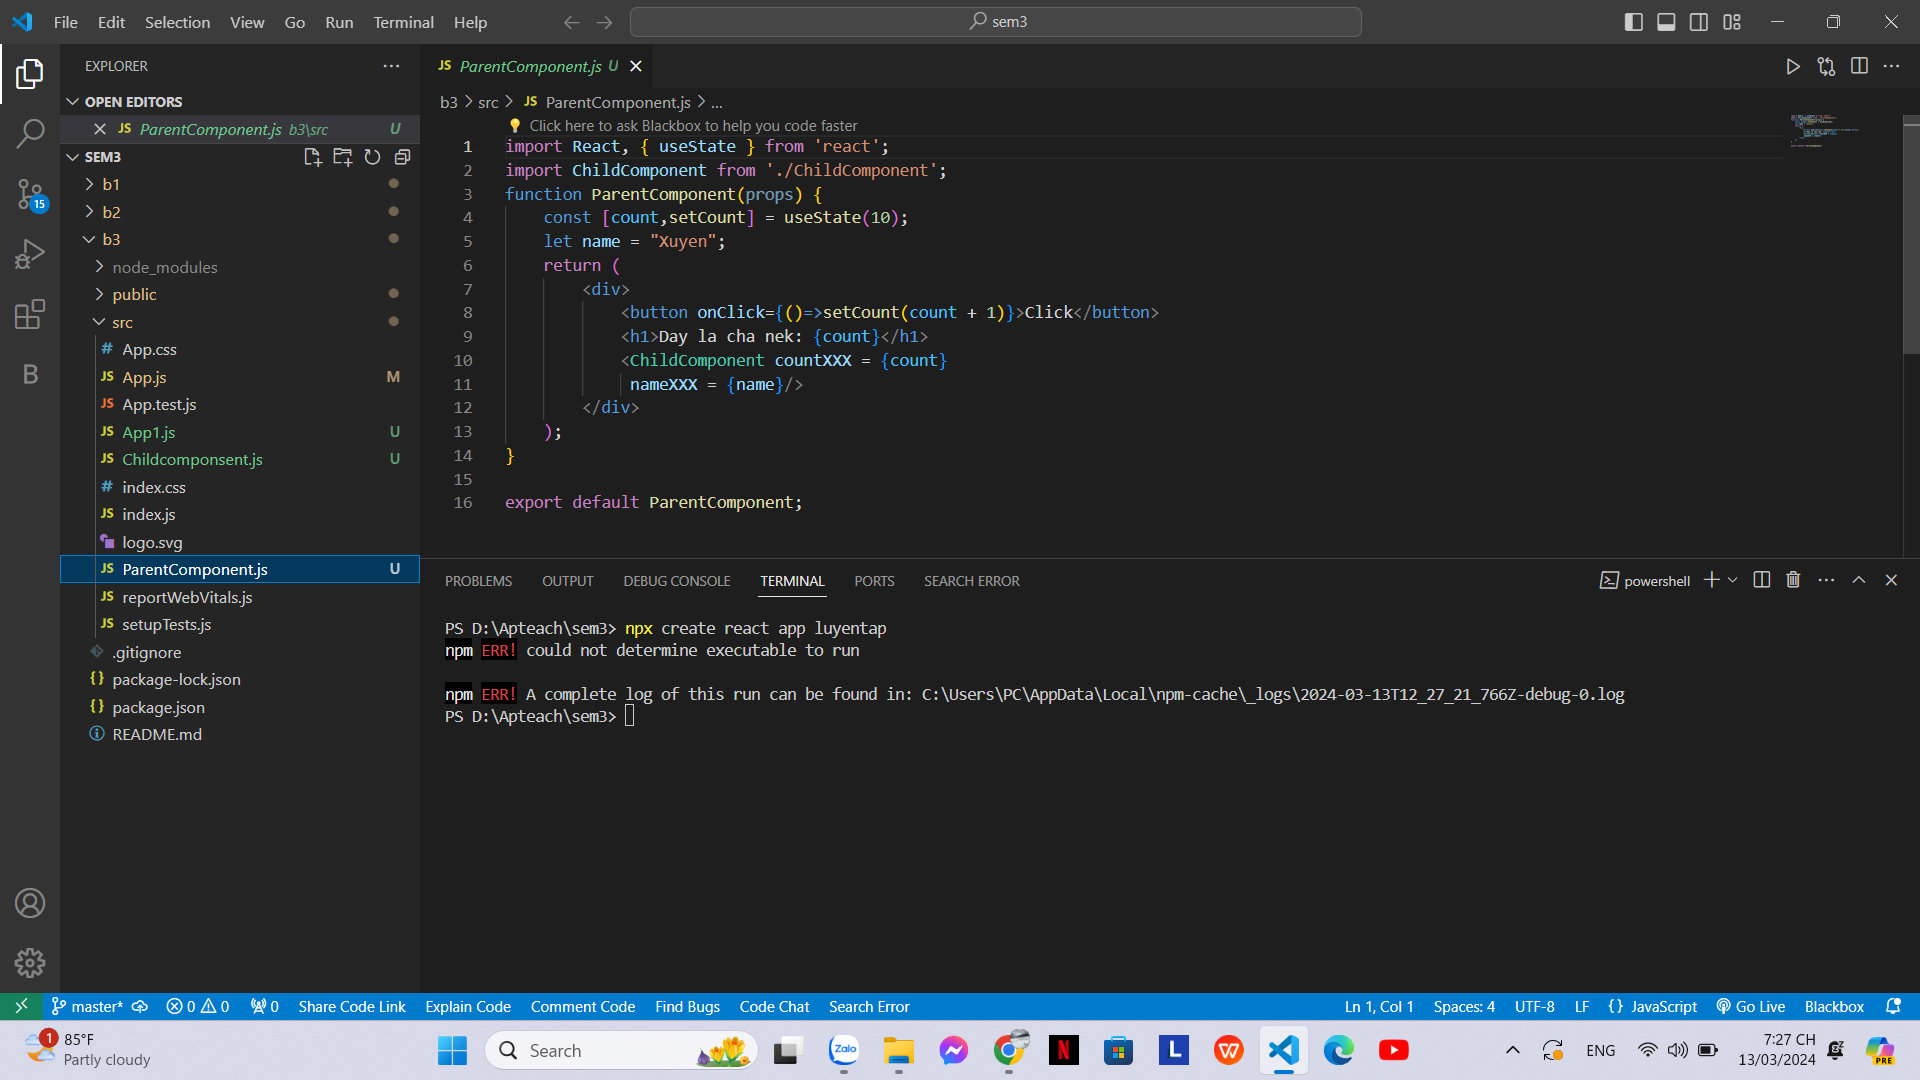 File Edit Selection View Go Run Terminal Help
sem3
EXPLORER
OPEN EDITORS
JS ParentComponent.js b3\src U
SEM3
b1
b2
b3
node_modules
public
src
# App.css
JS App.js M
JS App.test.js
JS App1.js U
JS Childcomponsent.js U
# index.css
JS index.js
logo.svg
JS ParentComponent.js U
JS reportWebVitals.js
JS setupTests.js
.gitignore
{} package-lock.json
{} package.json
README.md
15
B
JS ParentComponent.js U
b3 > src > JS ParentComponent.js > ...
Click here to ask Blackbox to help you code faster
1 import React, { useState } from 'react';
2 import ChildComponent from './ChildComponent';
3 function ParentComponent(props) {
4 const [count,setCount] = useState(10);
5 let name = "Xuyen";
6 return (
7 <div>
8 <button onClick={()=>setCount(count + 1)}>Click</button>
9 <h1>Day la cha nek: {count}</h1>
10 <ChildComponent countXXX = {count}
11 nameXXX = {name}/>
12 </div>
13 );
14 }
15
16 export default ParentComponent;
PROBLEMS OUTPUT DEBUG CONSOLE TERMINAL PORTS SEARCH ERROR
powershell
PS D:\Apteach\sem3> npx create react app luyentap
npm ERR! could not determine executable to run
npm ERR! A complete log of this run can be found in: C:\Users\PC\AppData\Local\npm-cache\_logs\2024-03-13T12_27_21_766Z-debug-0.log
PS D:\Apteach\sem3>
master* 0 0 0 Share Code Link Explain Code Comment Code Find Bugs Code Chat Search Error
Ln 1, Col 1 Spaces: 4 UTF-8 LF {} JavaScript Go Live Blackbox
1
85°F
Partly cloudy
Search
Zalo
N
L
W
ENG
7:27 CH
13/03/2024
PRE